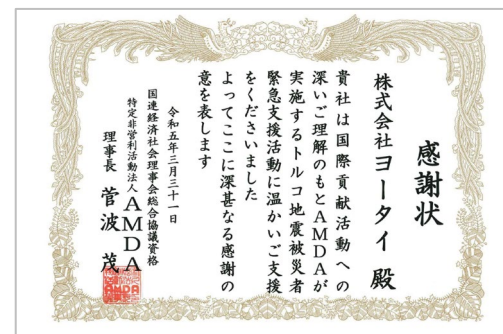 感謝状
株式会社ヨータイ 殿
貴社は国際貢献活動への
深いご理解のもとAMDAが
実施するトルコ地震被災者
緊急支援活動に温かいご支援
をくださいました
よってここに深甚なる感謝の
意を表します
令和五年三月三十一日
国連経済社会理事会総合協議資格
特定非営利活動法人AMDA
理事長 菅波 茂
AMDA